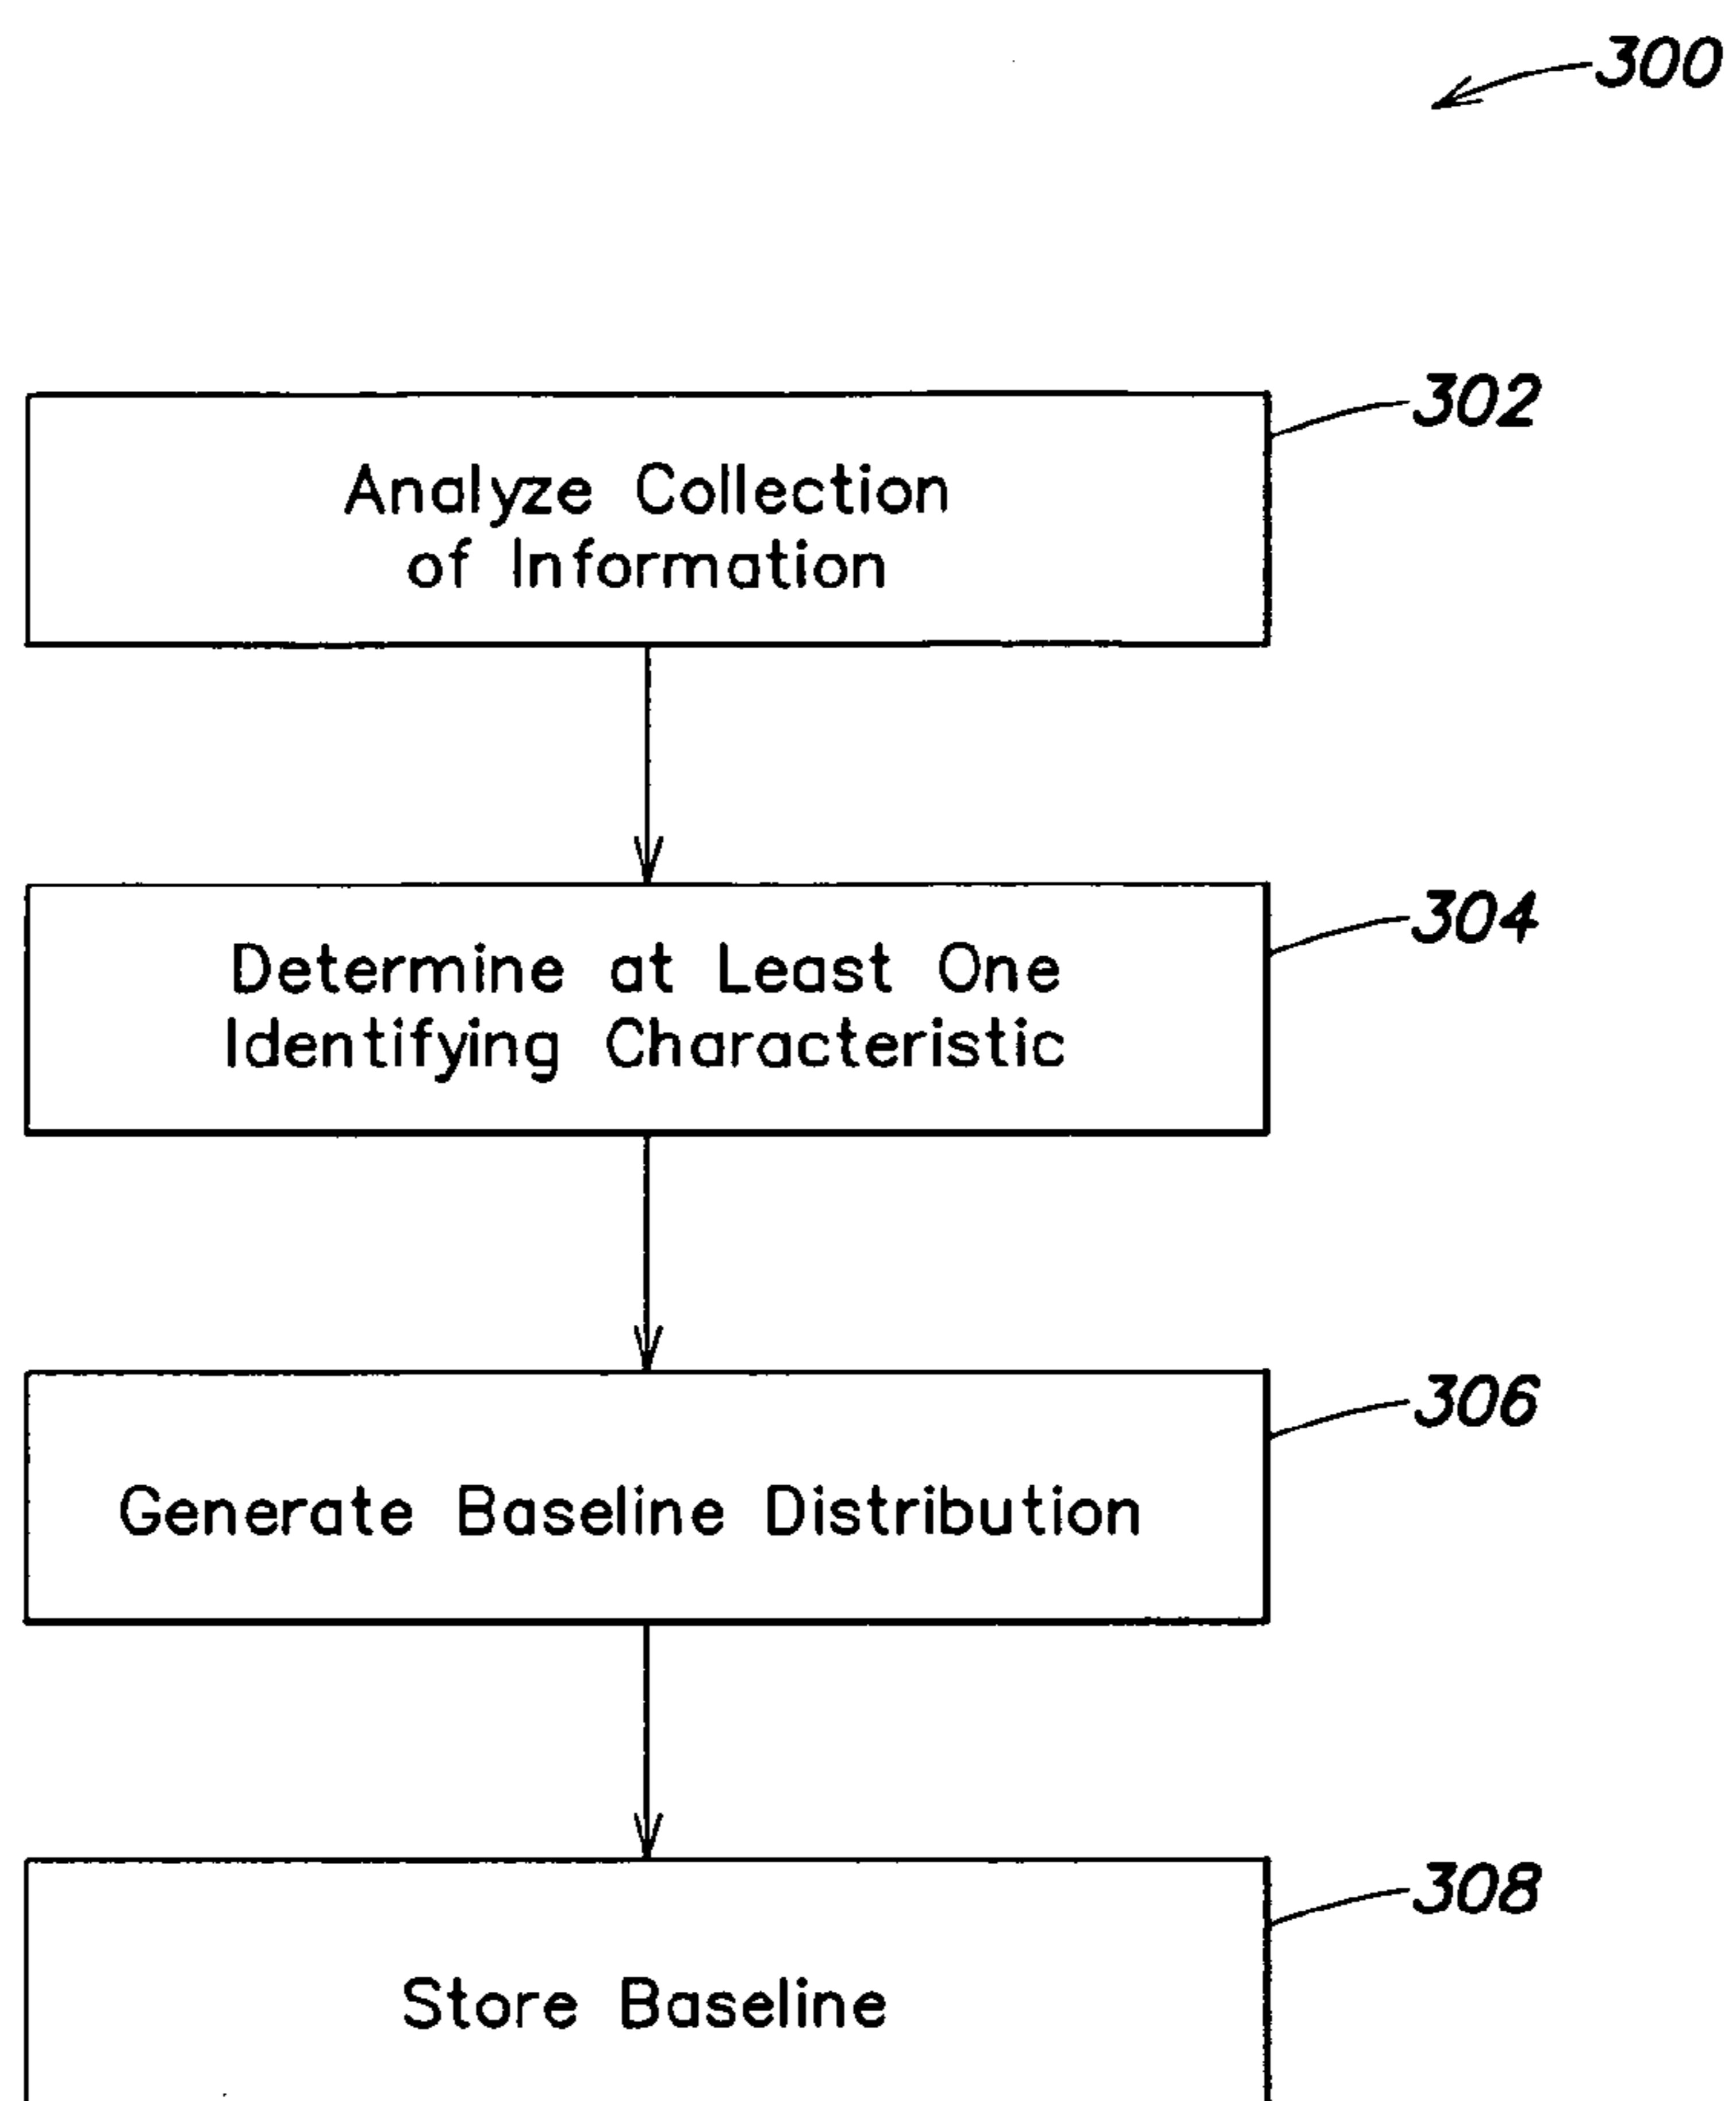 300
302
Analyze Collection
of Information
304
Determine at Least One
Identifying Characteristic
306
Generate Baseline Distribution
308
Store Baseline